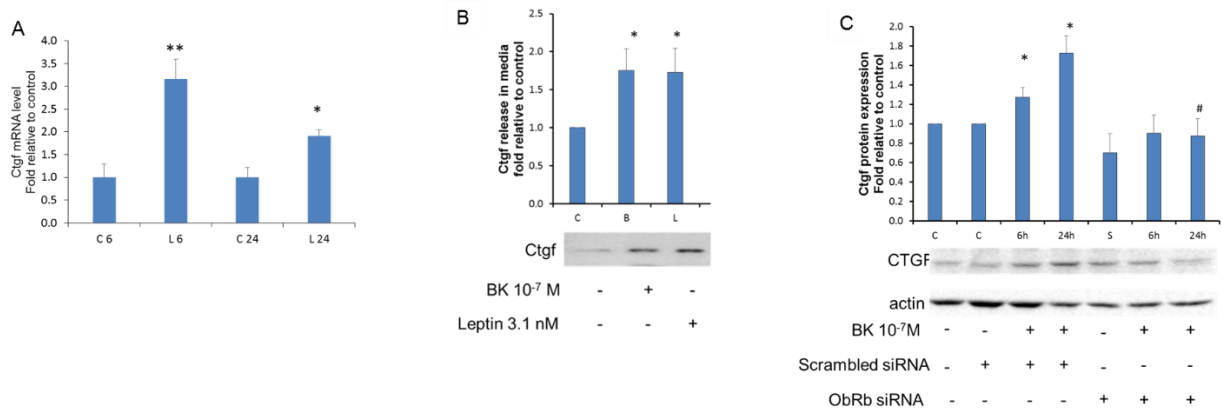 A
Ctgf mRNA level
Fold relative to control
4.0
3.5
3.0
2.5
2.0
1.5
1.0
0.5
0.0
**
*
C 6
L 6
C 24
L 24
B
Ctgf release in media
fold relative to control
2.5
2.0
1.5
1.0
0.5
0.0
*
*
C
B
L
Ctgf
BK 10⁻⁷ M
- + -
Leptin 3.1 nM
- - +
C
Ctgf protein expression
Fold relative to control
2.0
1.8
1.6
1.4
1.2
1.0
0.8
0.6
0.4
0.2
0.0
*
*
#
C
C
6h
24h
S
6h
24h
CTGF
actin
BK 10⁻⁷M
- - + + - + +
Scrambled siRNA
- + + + - - -
ObRb siRNA
- - - - + + +